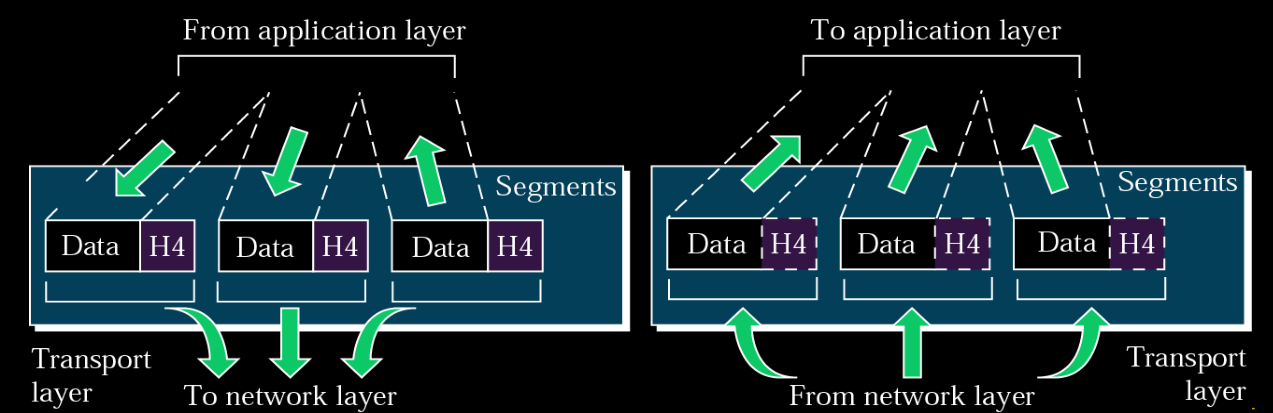 From application layer
Segments
Data H4 Data H4 Data H4
Transport
layer
To network layer
To application layer
Segments
Data H4 Data H4 Data H4
From network layer
Transport
layer